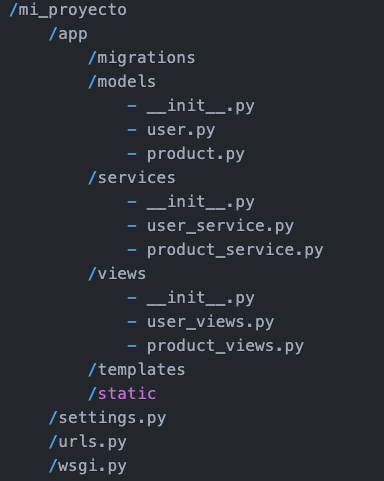 /mi_proyecto
/app
/migrations
/models
- __init__.py
- user.py
- product.py
/services
- __init__.py
- user_service.py
- product_service.py
/views
- __init__.py
- user_views.py
- product_views.py
/templates
/static
/settings.py
/urls.py
/wsgi.py